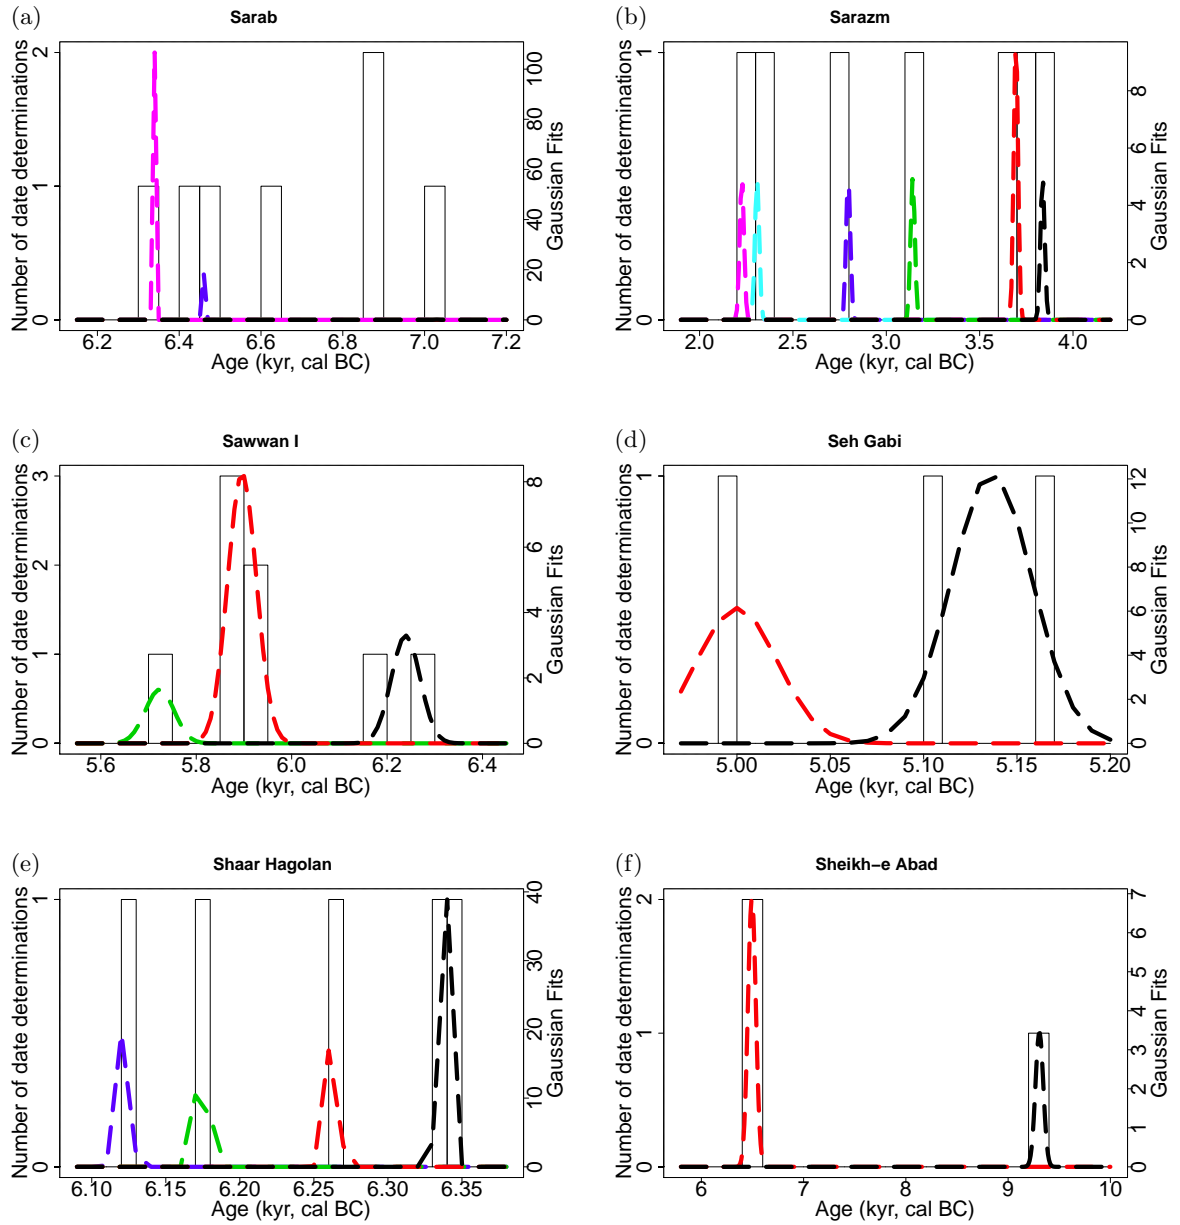 (a)
Sarab
Number of date determinations
0 1 2
0 20 40 60 80 100
Gaussian Fits
6.2 6.4 6.6 6.8 7.0 7.2
Age (kyr, cal BC)
(b)
Sarazm
Number of date determinations
0 1
0 2 4 6 8
Gaussian Fits
2.0 2.5 3.0 3.5 4.0
Age (kyr, cal BC)
(c)
Sawwan I
Number of date determinations
0 1 2 3
0 2 4 6 8
Gaussian Fits
5.6 5.8 6.0 6.2 6.4
Age (kyr, cal BC)
(d)
Seh Gabi
Number of date determinations
0 1
0 2 4 6 8 10 12
Gaussian Fits
5.00 5.05 5.10 5.15 5.20
Age (kyr, cal BC)
(e)
Shaar Hagolan
Number of date determinations
0 1
0 10 20 30 40
Gaussian Fits
6.10 6.15 6.20 6.25 6.30 6.35
Age (kyr, cal BC)
(f)
Sheikh−e Abad
Number of date determinations
0 1 2
0 1 2 3 4 5 6 7
Gaussian Fits
6 7 8 9 10
Age (kyr, cal BC)